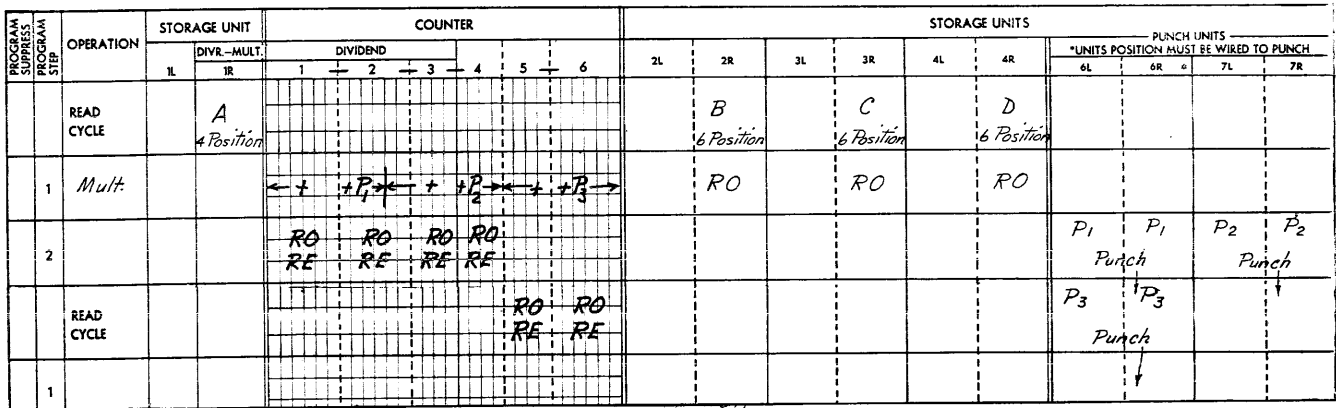 PROGRAM SUPPRESS
PROGRAM STEP
OPERATION
STORAGE UNIT
DIVR.—MULT.
1L 1R
COUNTER
DIVIDEND
1 — 2 — 3 — 4 5 — 6
STORAGE UNITS
PUNCH UNITS
*UNITS POSITION MUST BE WIRED TO PUNCH
2L 2R 3L 3R 4L 4R 6L 6R 7L 7R
READ CYCLE A B C D
4 Position 6 Position 6 Position 6 Position
1 Mult. + +P1 + +P2 + +P3 RO RO RO
2 RO RO RO RO P1 P1 P2 P2
RE RE RE RE Punch Punch
READ CYCLE RO RO P3 P3
RE RE Punch
1